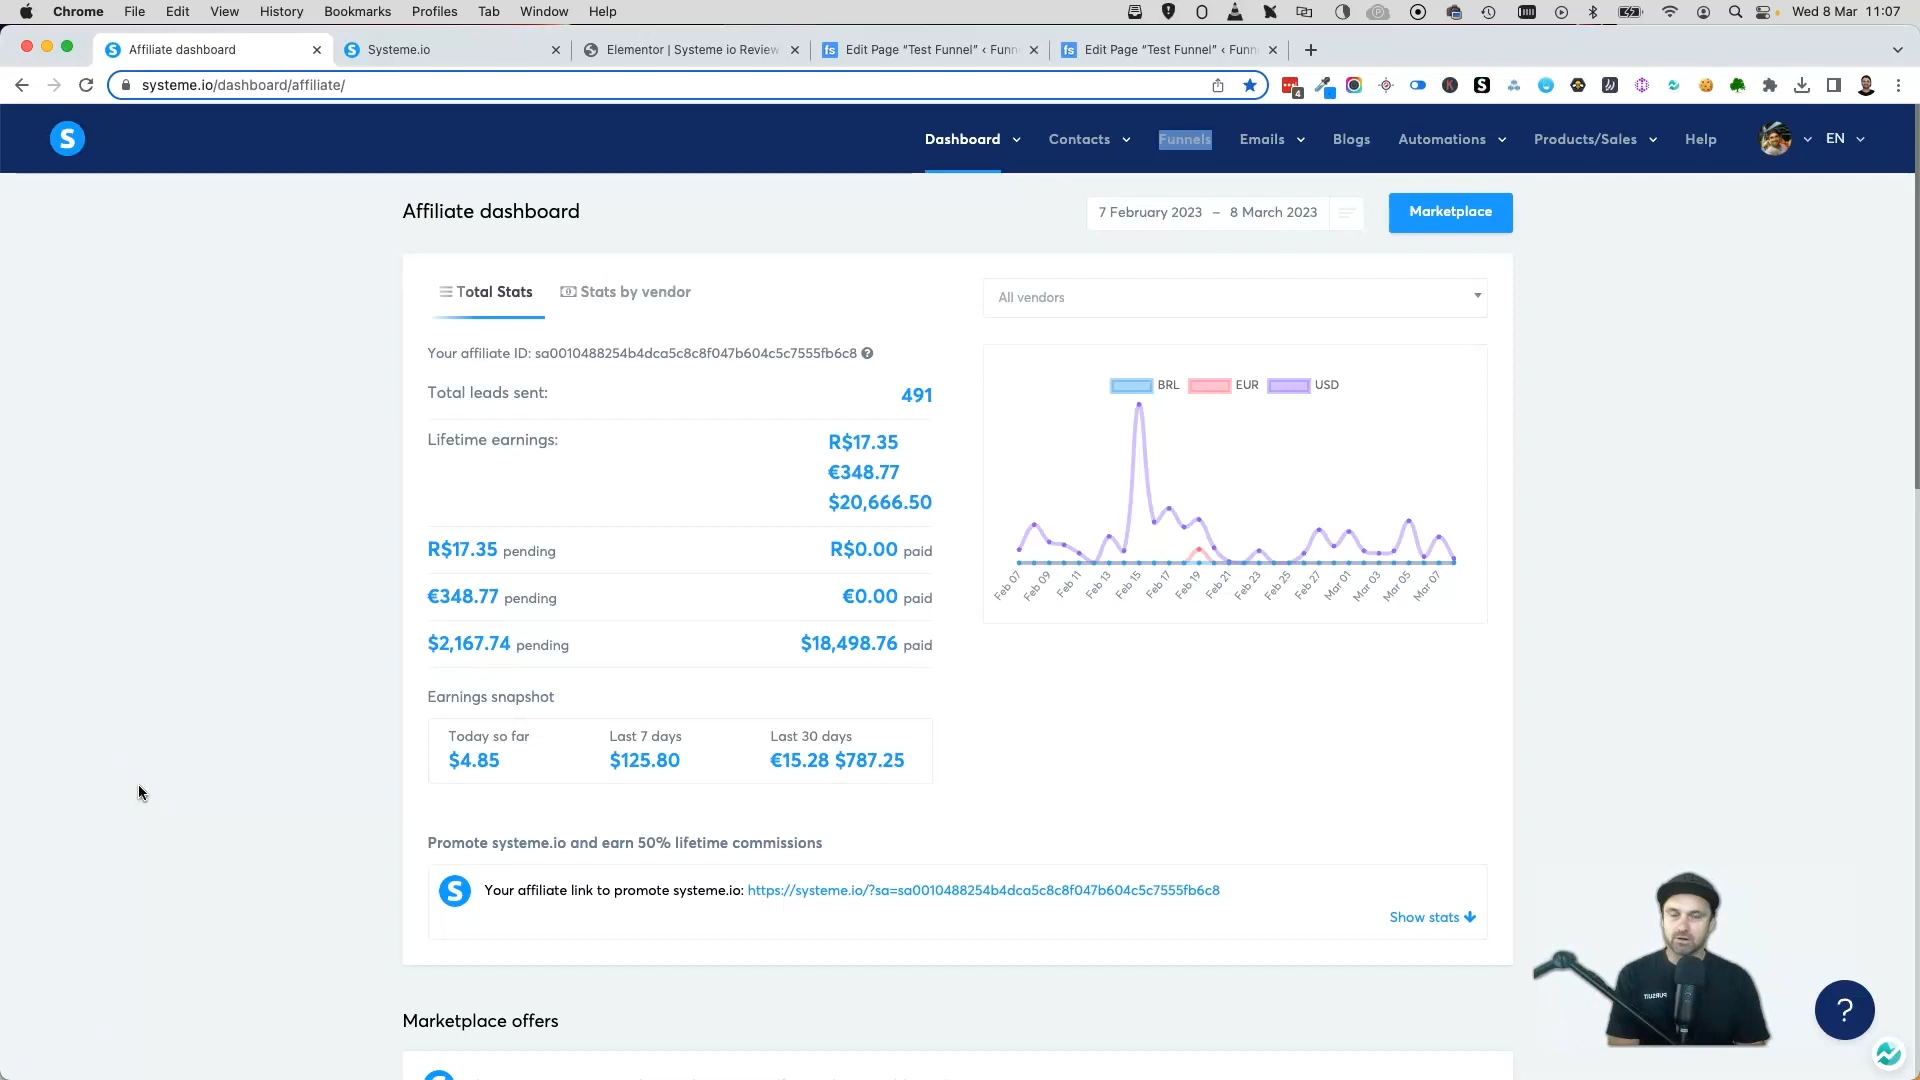 Chrome File Edit View History Bookmarks Profiles Tab Window Help Wed 8 Mar 11:07
Affiliate dashboard Systeme.io Elementor | Systeme io Review Edit Page “Test Funnel” ‹ Funn Edit Page “Test Funnel” ‹ Funn
systeme.io/dashboard/affiliate/
4
S Dashboard Contacts Funnels Emails Blogs Automations Products/Sales Help EN
Affiliate dashboard
7 February 2023 – 8 March 2023
Marketplace
Total Stats Stats by vendor
All vendors
Your affiliate ID: sa0010488254b4dca5c8c8f047b604c5c7555fb6c8
Total leads sent: 491
Lifetime earnings: R$17.35
€348.77
$20,666.50
R$17.35 pending R$0.00 paid
€348.77 pending €0.00 paid
$2,167.74 pending $18,498.76 paid
BRL EUR USD
Feb 07 Feb 09 Feb 11 Feb 13 Feb 15 Feb 17 Feb 19 Feb 21 Feb 23 Feb 25 Feb 27 Mar 01 Mar 03 Mar 05 Mar 07
Earnings snapshot
Today so far Last 7 days Last 30 days
$4.85 $125.80 €15.28 $787.25
Promote systeme.io and earn 50% lifetime commissions
S Your affiliate link to promote systeme.io: https://systeme.io/?sa=sa0010488254b4dca5c8c8f047b604c5c7555fb6c8
Show stats
Marketplace offers
PURSUIT
?